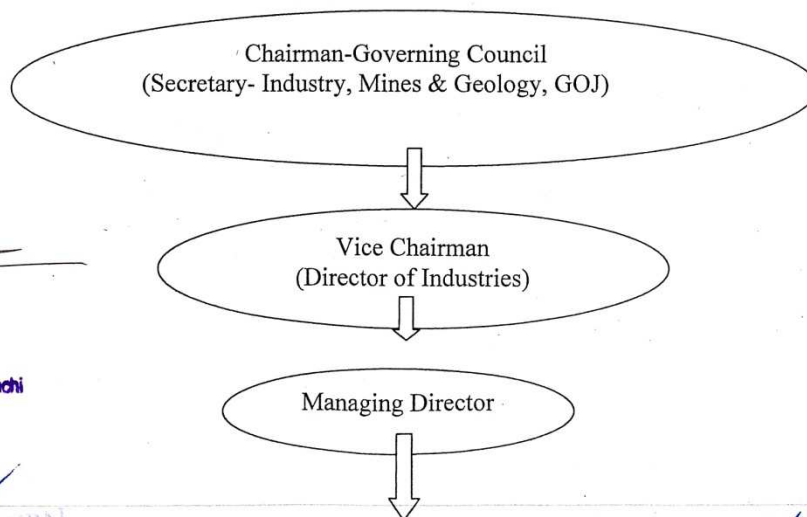 Chairman-Governing Council
(Secretary- Industry, Mines & Geology, GOJ)
Vice Chairman
(Director of Industries)
Managing Director